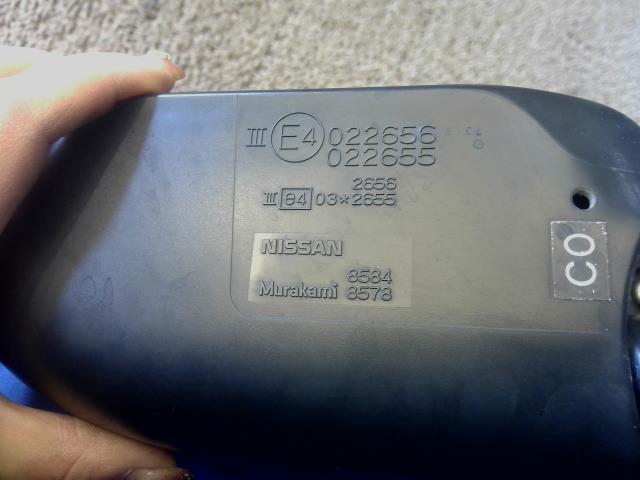 III E4 022656
022655
2656
III e4 03*2655
NISSAN
8584
Murakami 8578
CO